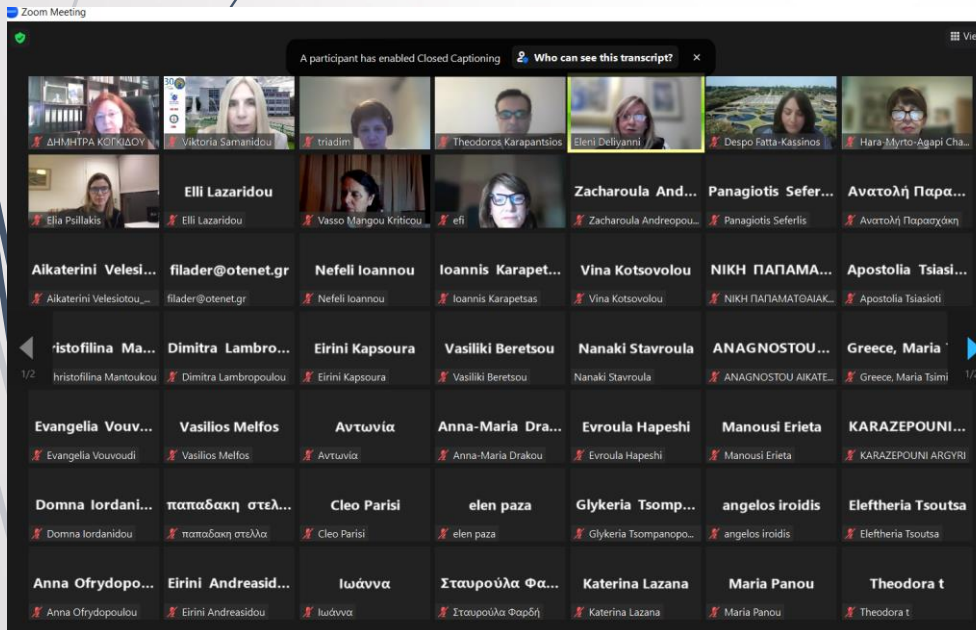 Zoom Meeting
View
A participant has enabled Closed Captioning Who can see this transcript?
ΔΗΜΗΤΡΑ ΚΟΓΚΙΔΟΥ
30
Viktoria Samanidou
triadim
Theodoros Karapantsios
Eleni Deliyanni
Despo Fatta-Kassinos
Hara-Myrto-Agapi Cha...
Elia Psillakis
Elli Lazaridou
Elli Lazaridou
Vasso Mangou Kriticou
efi
Zacharoula And...
Zacharoula Andreopou...
Panagiotis Sefer...
Panagiotis Seferlis
Ανατολή Παρα...
Ανατολή Παρασχάκη
Aikaterini Velesi...
Aikaterini Velesiotou_...
filader@otenet.gr
filader@otenet.gr
Nefeli Ioannou
Nefeli Ioannou
Ioannis Karapet...
Ioannis Karapetsas
Vina Kotsovolou
Vina Kotsovolou
ΝΙΚΗ ΠΑΠΑΜΑ...
ΝΙΚΗ ΠΑΠΑΜΑΤΘΑΙΑΚ...
Apostolia Tsiasi...
Apostolia Tsiasioti
1/2
ristofilina Ma...
hristofilina Mantoukou
Dimitra Lambro...
Dimitra Lambropoulou
Eirini Kapsoura
Eirini Kapsoura
Vasiliki Beretsou
Vasiliki Beretsou
Nanaki Stavroula
Nanaki Stavroula
ANAGNOSTOU...
ANAGNOSTOU AIKATE...
Greece, Maria
Greece, Maria Tsimi
1/2
Evangelia Vouv...
Evangelia Vouvoudi
Vasilios Melfos
Vasilios Melfos
Αντωνία
Αντωνία
Anna-Maria Dra...
Anna-Maria Drakou
Evroula Hapeshi
Evroula Hapeshi
Manousi Erieta
Manousi Erieta
KARAZEPOUNI...
KARAZEPOUNI ARGYRI
Domna Iordani...
Domna Iordanidou
παπαδακη στελ...
παπαδακη στελλα
Cleo Parisi
Cleo Parisi
elen paza
elen paza
Glykeria Tsomp...
Glykeria Tsompanopo...
angelos iroidis
angelos iroidis
Eleftheria Tsoutsa
Eleftheria Tsoutsa
Anna Ofrydopo...
Anna Ofrydopoulou
Eirini Andreasid...
Eirini Andreasidou
Ιωάννα
Ιωάννα
Σταυρούλα Φα...
Σταυρούλα Φαρδή
Katerina Lazana
Katerina Lazana
Maria Panou
Maria Panou
Theodora t
Theodora t